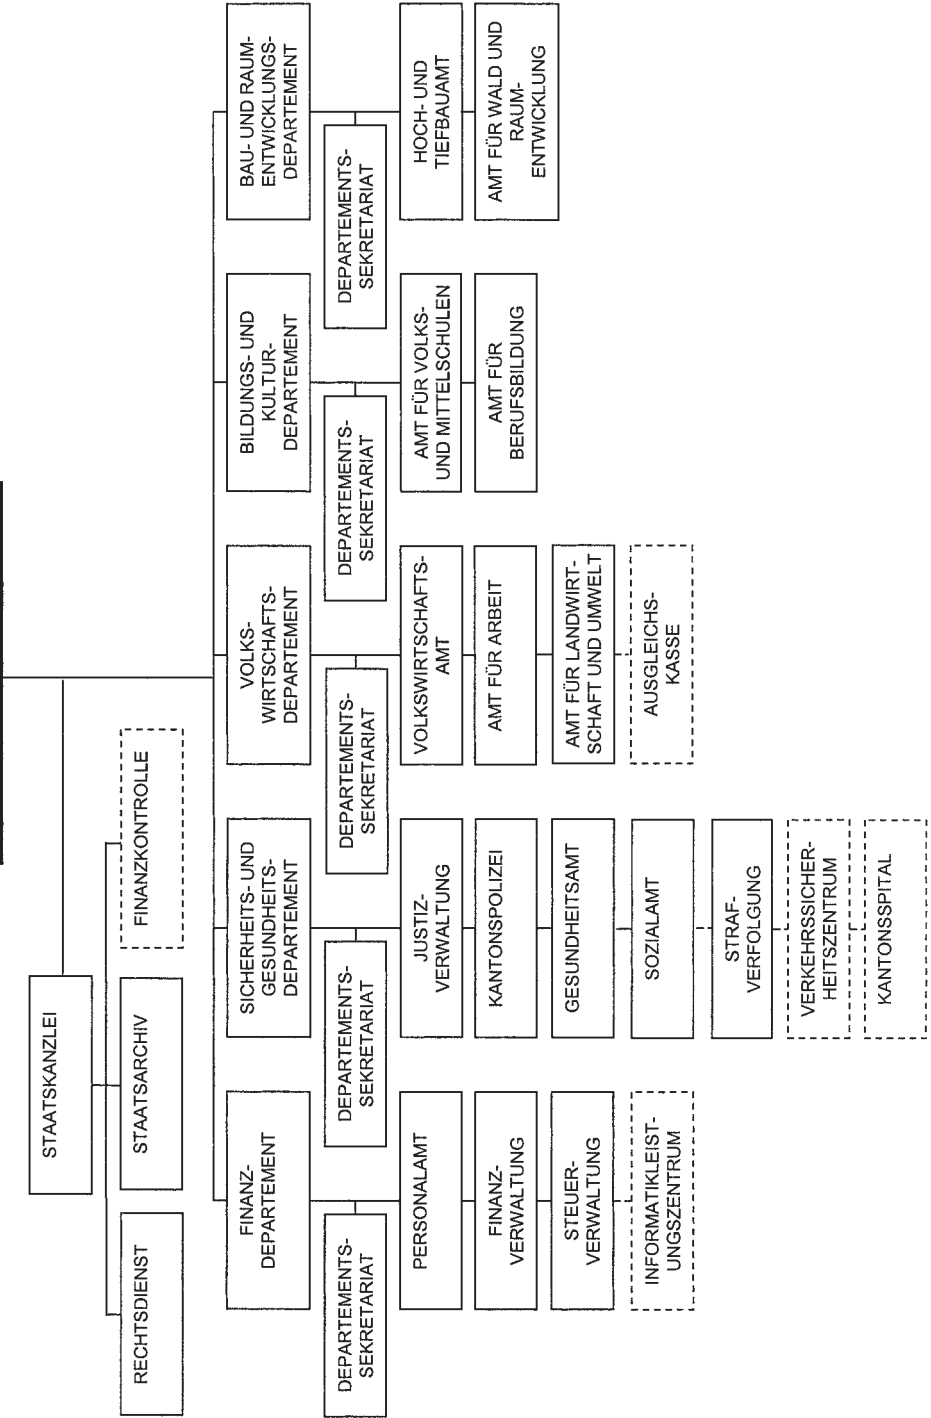 STAATSKANZLEI
RECHTSDIENST
STAATSARCHIV
FINANZKONTROLLE
FINANZ-
DEPARTEMENT
DEPARTEMENTS-
SEKRETARIAT
PERSONALAMT
FINANZ-
VERWALTUNG
STEUER-
VERWALTUNG
INFORMATIKLEIST-
UNGSZENTRUM
SICHERHEITS- UND
GESUNDHEITS-
DEPARTEMENT
DEPARTEMENTS-
SEKRETARIAT
JUSTIZ-
VERWALTUNG
KANTONSPOLIZEI
GESUNDHEITSAMT
SOZIALAMT
STRAF-
VERFOLGUNG
VERKEHRSSICHER-
HEITSZENTRUM
KANTONSSPITAL
VOLKS-
WIRTSCHAFTS-
DEPARTEMENT
DEPARTEMENTS-
SEKRETARIAT
VOLKSWIRTSCHAFTS-
AMT
AMT FÜR ARBEIT
AMT FÜR LANDWIRT-
SCHAFT UND UMWELT
AUSGLEICHS-
KASSE
BILDUNGS- UND
KULTUR-
DEPARTEMENT
DEPARTEMENTS-
SEKRETARIAT
AMT FÜR VOLKS-
UND MITTELSCHULEN
AMT FÜR
BERUFSBILDUNG
BAU- UND RAUM-
ENTWICKLUNGS-
DEPARTEMENT
DEPARTEMENTS-
SEKRETARIAT
HOCH- UND
TIEFBAUAMT
AMT FÜR WALD UND
RAUM-
ENTWICKLUNG